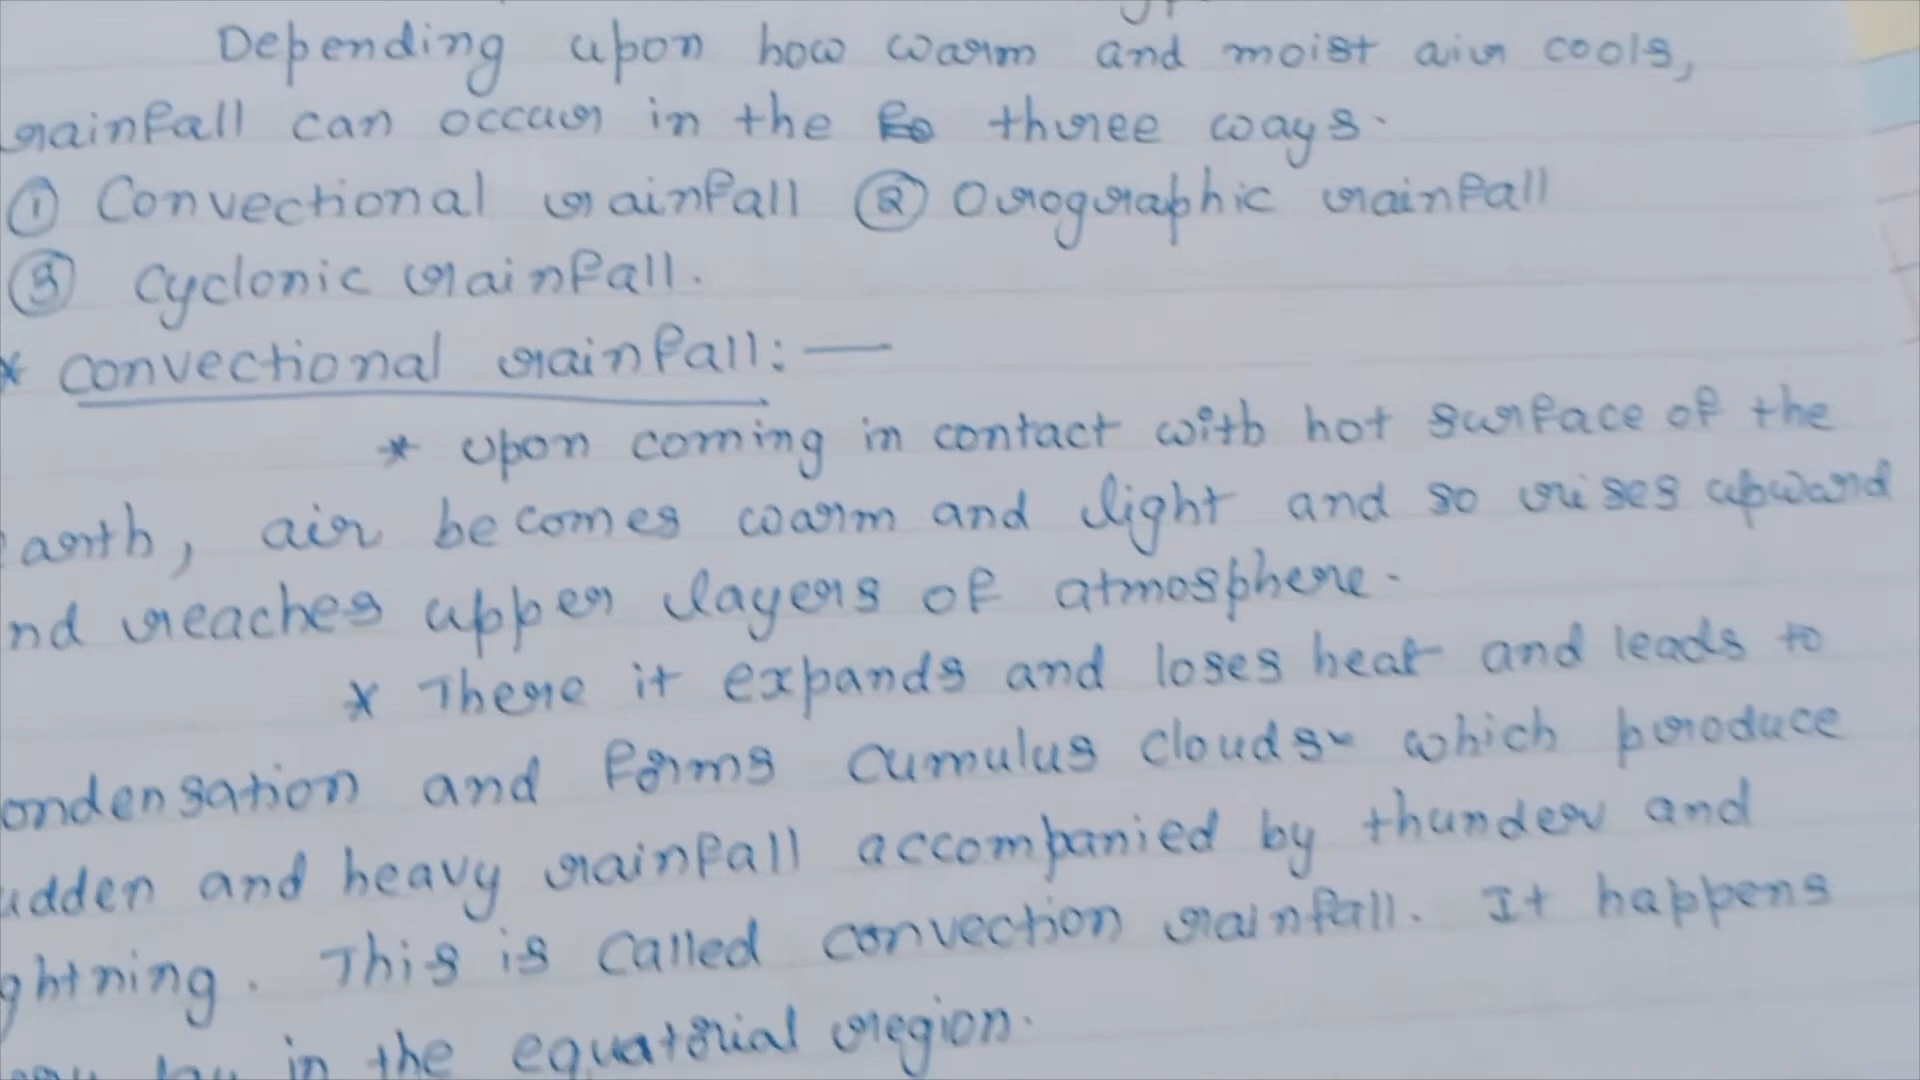 Depending upon how warm and moist air cools,
rainfall can occur in the three ways.
① Convectional rainfall ② Orographic rainfall
③ Cyclonic rainfall.
* Convectional rainfall: —
* Upon coming in contact with hot surface of the
earth, air becomes warm and light and so rises upward
nd reaches upper layers of atmosphere.
* There it expands and loses heat and leads to
ondensation and forms cumulus clouds which produce
udden and heavy rainfall accompanied by thunder and
ghtning. This is called convection rainfall. It happens
in the equatorial region.